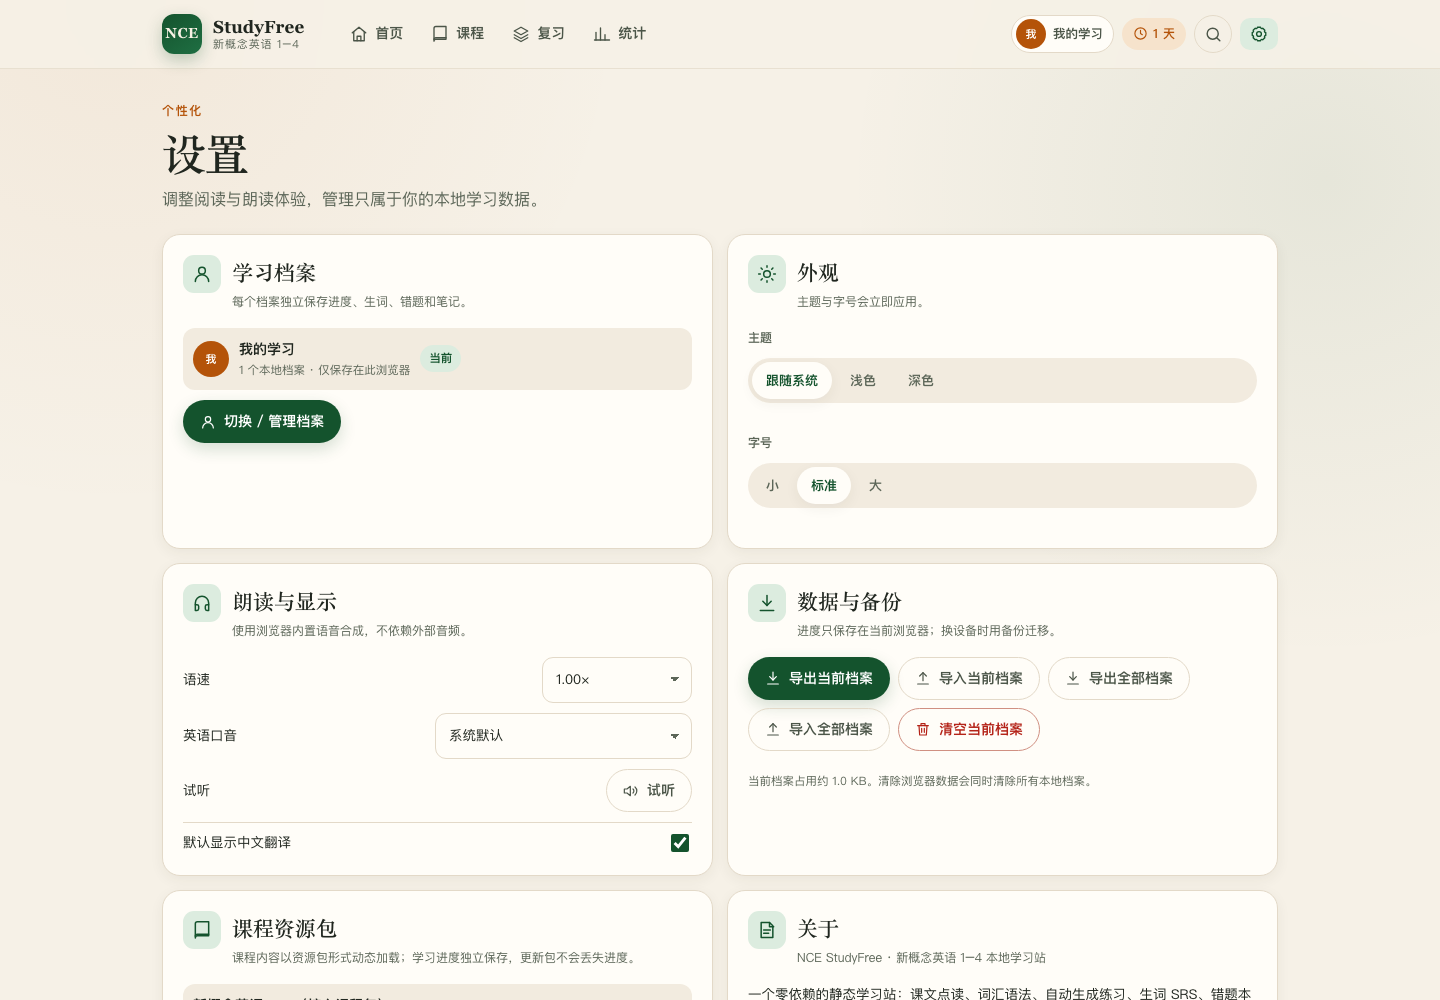 NCE
StudyFree
新概念英语 1–4
首页
课程
复习
统计
我
我的学习
1 天
个性化
设置
调整阅读与朗读体验，管理只属于你的本地学习数据。
学习档案
每个档案独立保存进度、生词、错题和笔记。
我
我的学习
当前
1 个本地档案 · 仅保存在此浏览器
切换 / 管理档案
外观
主题与字号会立即应用。
主题
跟随系统
浅色
深色
字号
小
标准
大
朗读与显示
使用浏览器内置语音合成，不依赖外部音频。
语速
1.00×
英语口音
系统默认
试听
试听
默认显示中文翻译
数据与备份
进度只保存在当前浏览器；换设备时用备份迁移。
导出当前档案
导入当前档案
导出全部档案
导入全部档案
清空当前档案
当前档案占用约 1.0 KB。清除浏览器数据会同时清除所有本地档案。
课程资源包
课程内容以资源包形式动态加载；学习进度独立保存，更新包不会丢失进度。
关于
NCE StudyFree · 新概念英语 1–4 本地学习站
一个零依赖的静态学习站：课文点读、词汇语法、自动生成练习、生词 SRS、错题本